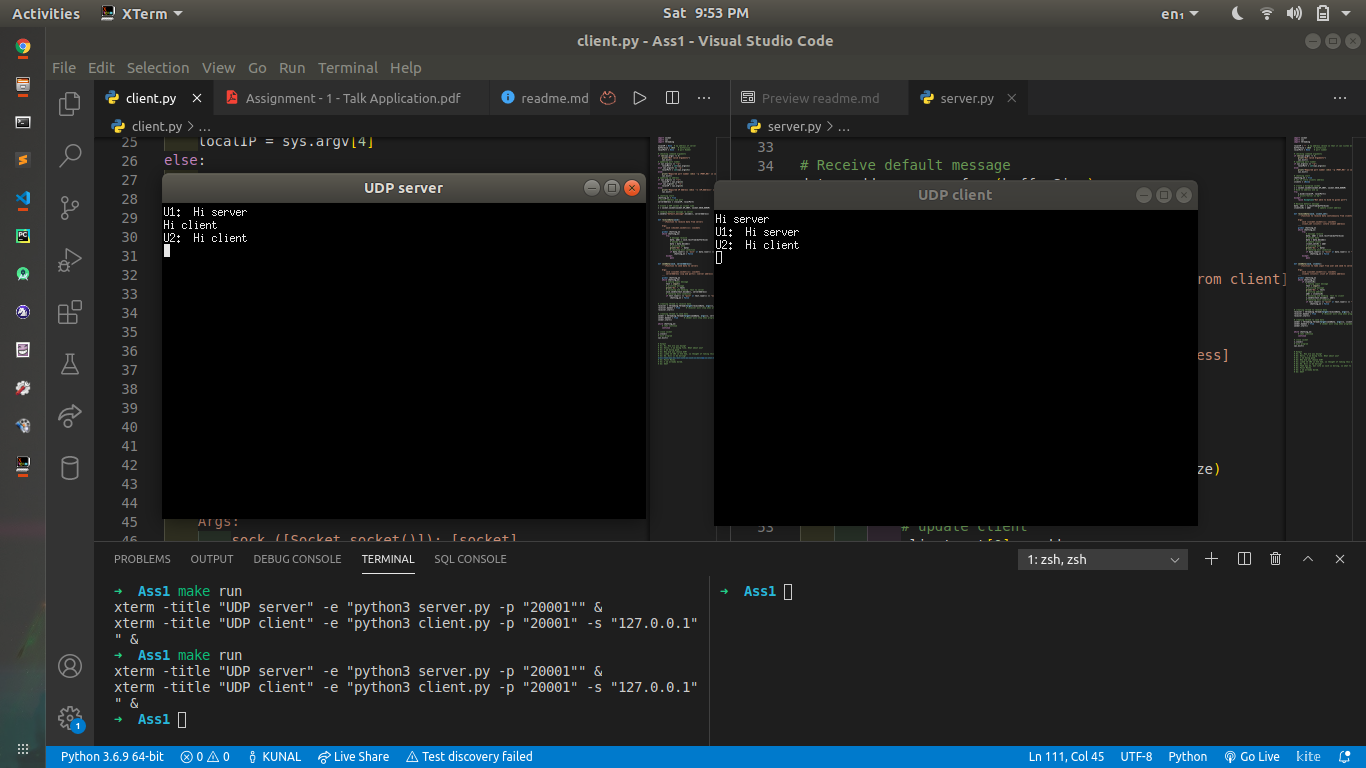 Activities XTerm Sat 9:53 PM en₁
client.py - Ass1 - Visual Studio Code
File Edit Selection View Go Run Terminal Help
client.py Assignment - 1 - Talk Application.pdf readme.md Preview readme.md server.py
client.py > ... server.py > ...
25 localIP = sys.argv[4]
26 else:
27
28
29
30
31
32
33
34
35
36
37
38
39
40
41
42
43
44
45 Args:
46 sock ([Socket.socket()]): [socket]
UDP server
U1: Hi server
Hi client
U2: Hi client
33
34 # Receive default message
UDP client
Hi server
U1: Hi server
U2: Hi client
rom client]
ess]
ze)
53 # update client
PROBLEMS OUTPUT DEBUG CONSOLE TERMINAL SQL CONSOLE 1: zsh, zsh
➜ Ass1 make run
xterm -title "UDP server" -e "python3 server.py -p "20001"" &
xterm -title "UDP client" -e "python3 client.py -p "20001" -s "127.0.0.1"
" &
➜ Ass1 make run
xterm -title "UDP server" -e "python3 server.py -p "20001"" &
xterm -title "UDP client" -e "python3 client.py -p "20001" -s "127.0.0.1"
" &
➜ Ass1
➜ Ass1
1
Python 3.6.9 64-bit 0 0 KUNAL Live Share Test discovery failed Ln 111, Col 45 UTF-8 Python Go Live kite